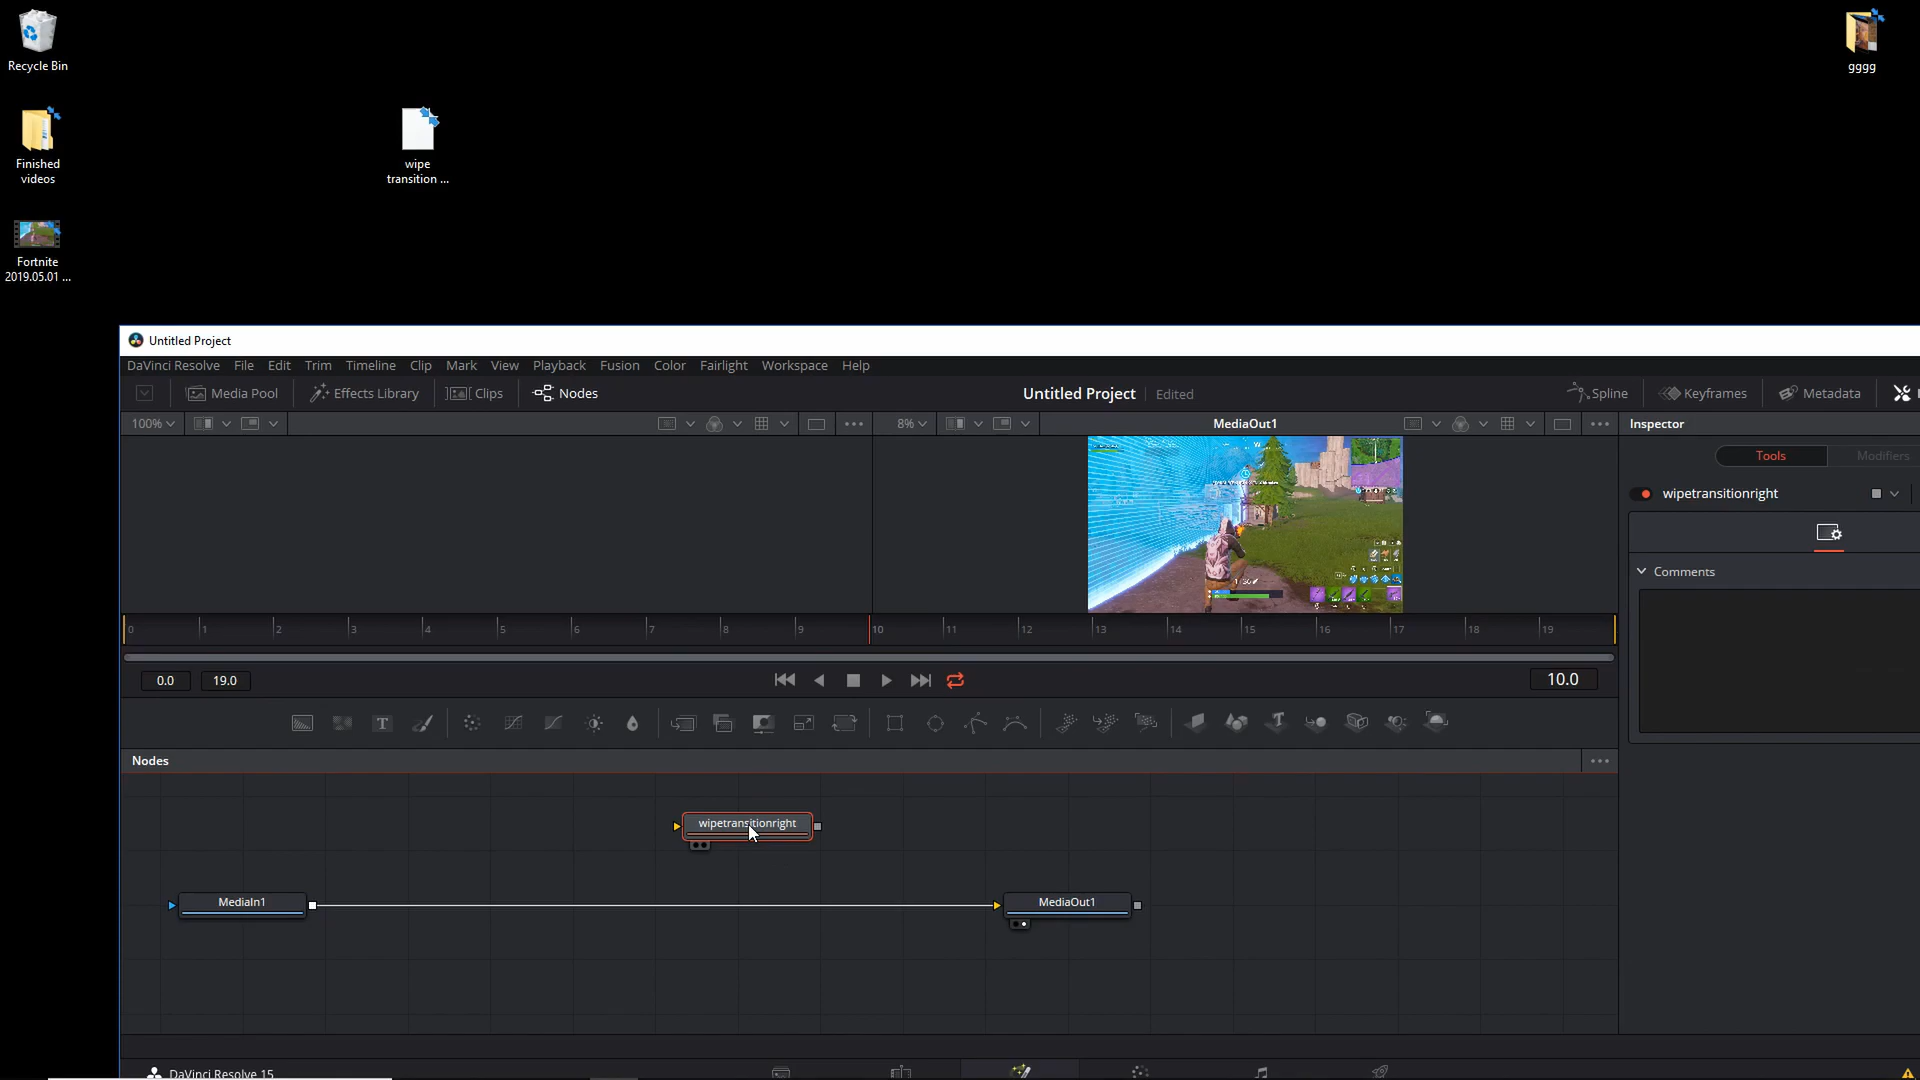 Recycle Bin
gggg
Finished
videos
wipe
transition ...
Fortnite
2019.05.01 ...
Untitled Project
DaVinci Resolve File Edit Trim Timeline Clip Mark View Playback Fusion Color Fairlight Workspace Help
Media Pool Effects Library Clips Nodes Untitled Project Edited Spline Keyframes Metadata
100% 8% MediaOut1 Inspector
Tools Modifiers
wipetransitionright
Comments
0 1 2 3 4 5 6 7 8 9 10 11 12 13 14 15 16 17 18 19
0.0 19.0 10.0
Nodes
wipetransitionright
MediaIn1 MediaOut1
DaVinci Resolve 15